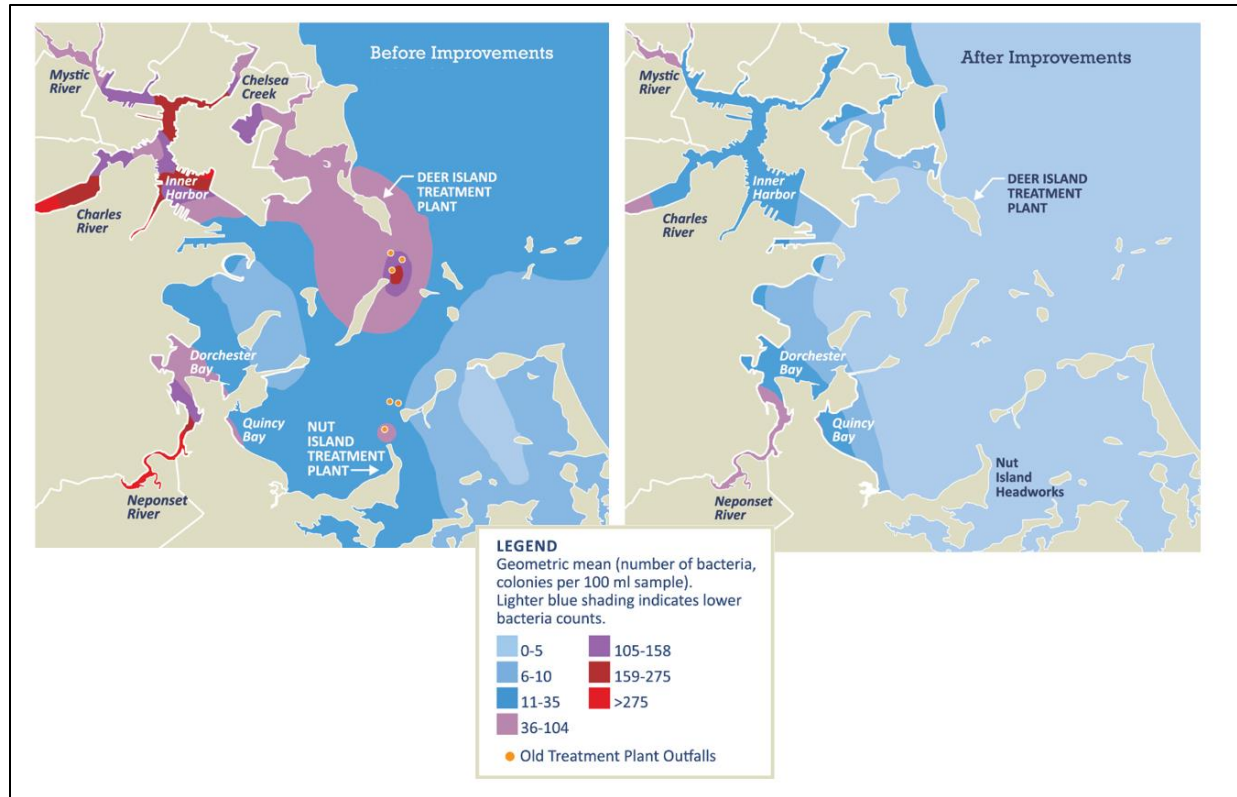 Before Improvements
Mystic
River
Chelsea
Creek
DEER ISLAND
TREATMENT
PLANT
Inner
Harbor
Charles
River
Dorchester
Bay
Quincy
Bay
NUT
ISLAND
TREATMENT
PLANT
Neponset
River
After Improvements
Mystic
River
DEER ISLAND
TREATMENT
PLANT
Inner
Harbor
Charles
River
Dorchester
Bay
Quincy
Bay
Nut
Island
Headworks
Neponset
River
LEGEND
Geometric mean (number of bacteria,
colonies per 100 ml sample).
Lighter blue shading indicates lower
bacteria counts.
0-5
6-10
11-35
36-104
105-158
159-275
>275
Old Treatment Plant Outfalls